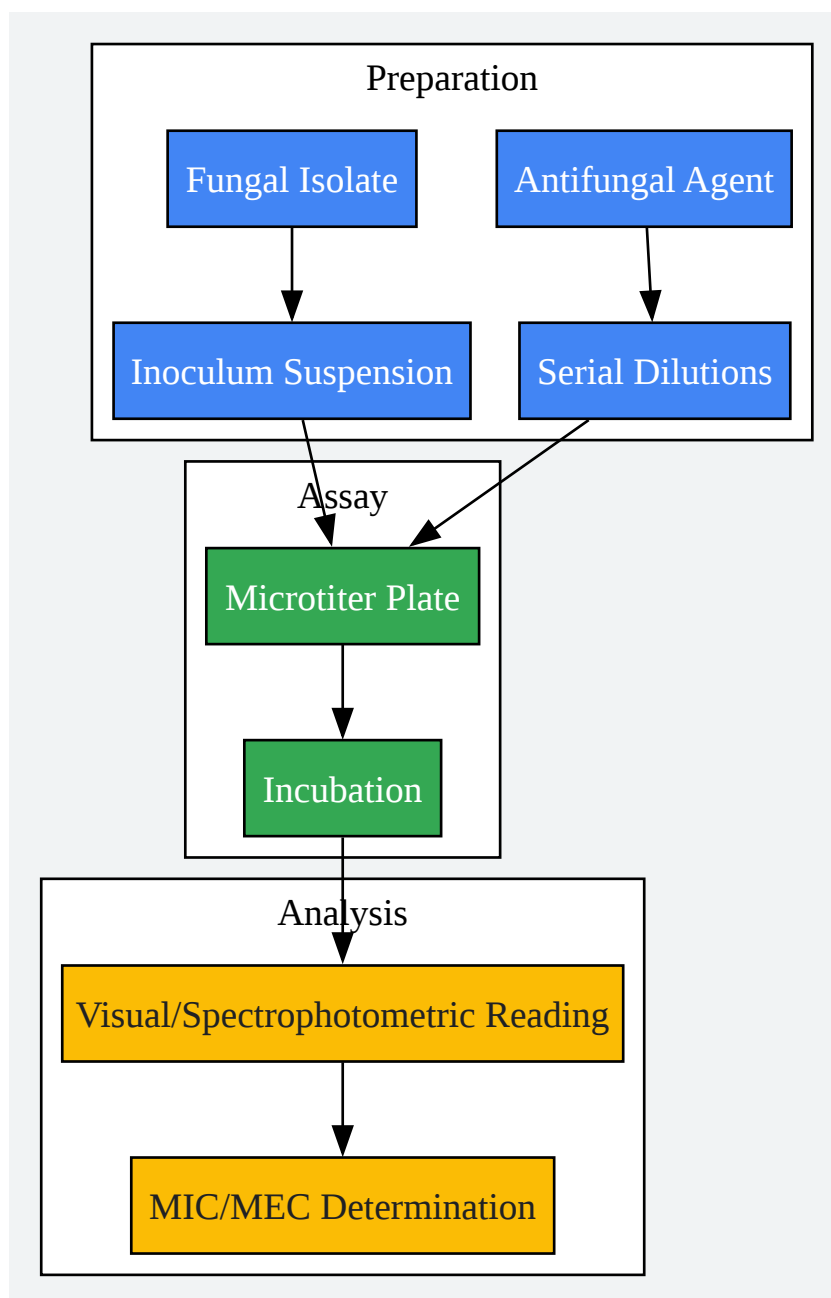 Preparation
Fungal Isolate
Antifungal Agent
Inoculum Suspension
Serial Dilutions
Assay
Microtiter Plate
Incubation
Analysis
Visual/Spectrophotometric Reading
MIC/MEC Determination